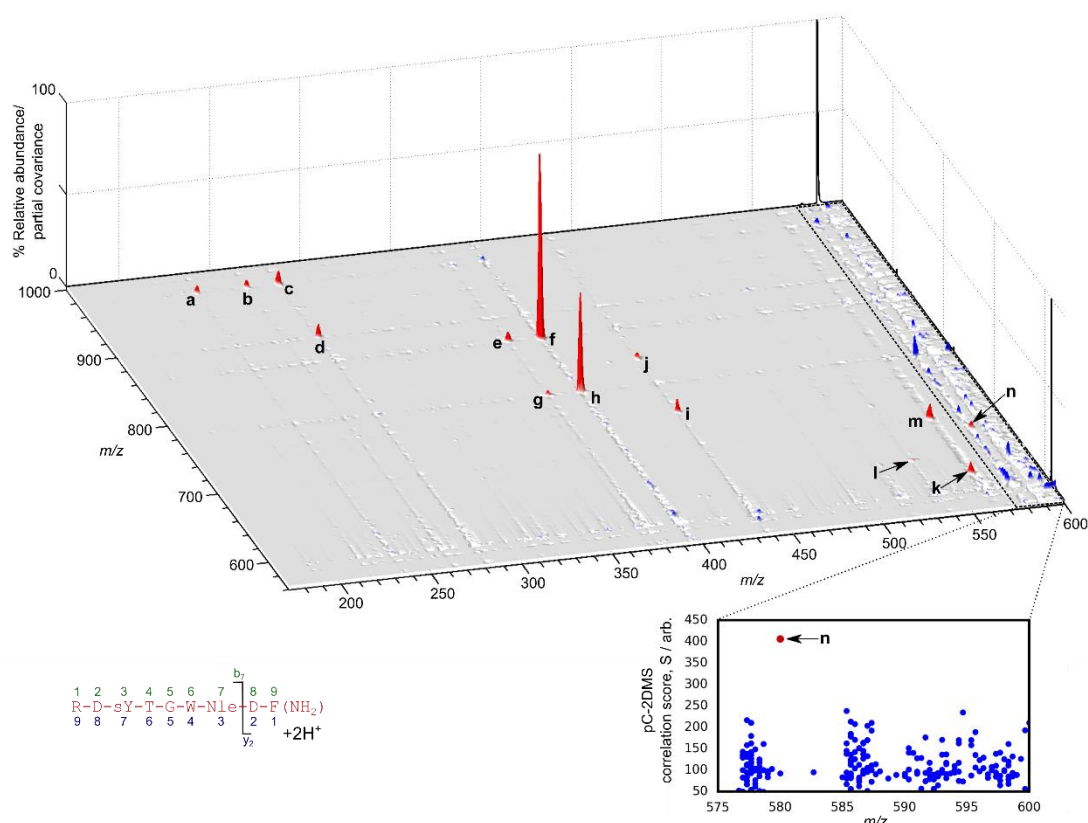 100
% Relative abundance/
partial covariance
0
1000
900
800
m/z
700
600
a
b
c
d
e
f
g
h
i
j
k
l
m
n
200
250
300
350
400
450
500
550
600
m/z
b7
1 2 3 4 5 6 7 8 9
R-D-sY-T-G-W-Nle-D-F(NH2)
9 8 7 6 5 4 3 2 1
y2
+2H+
pC-2DMS
correlation score, S / arb.
450
400
350
300
250
200
150
100
50
n
575 580 585 590 595 600
m/z